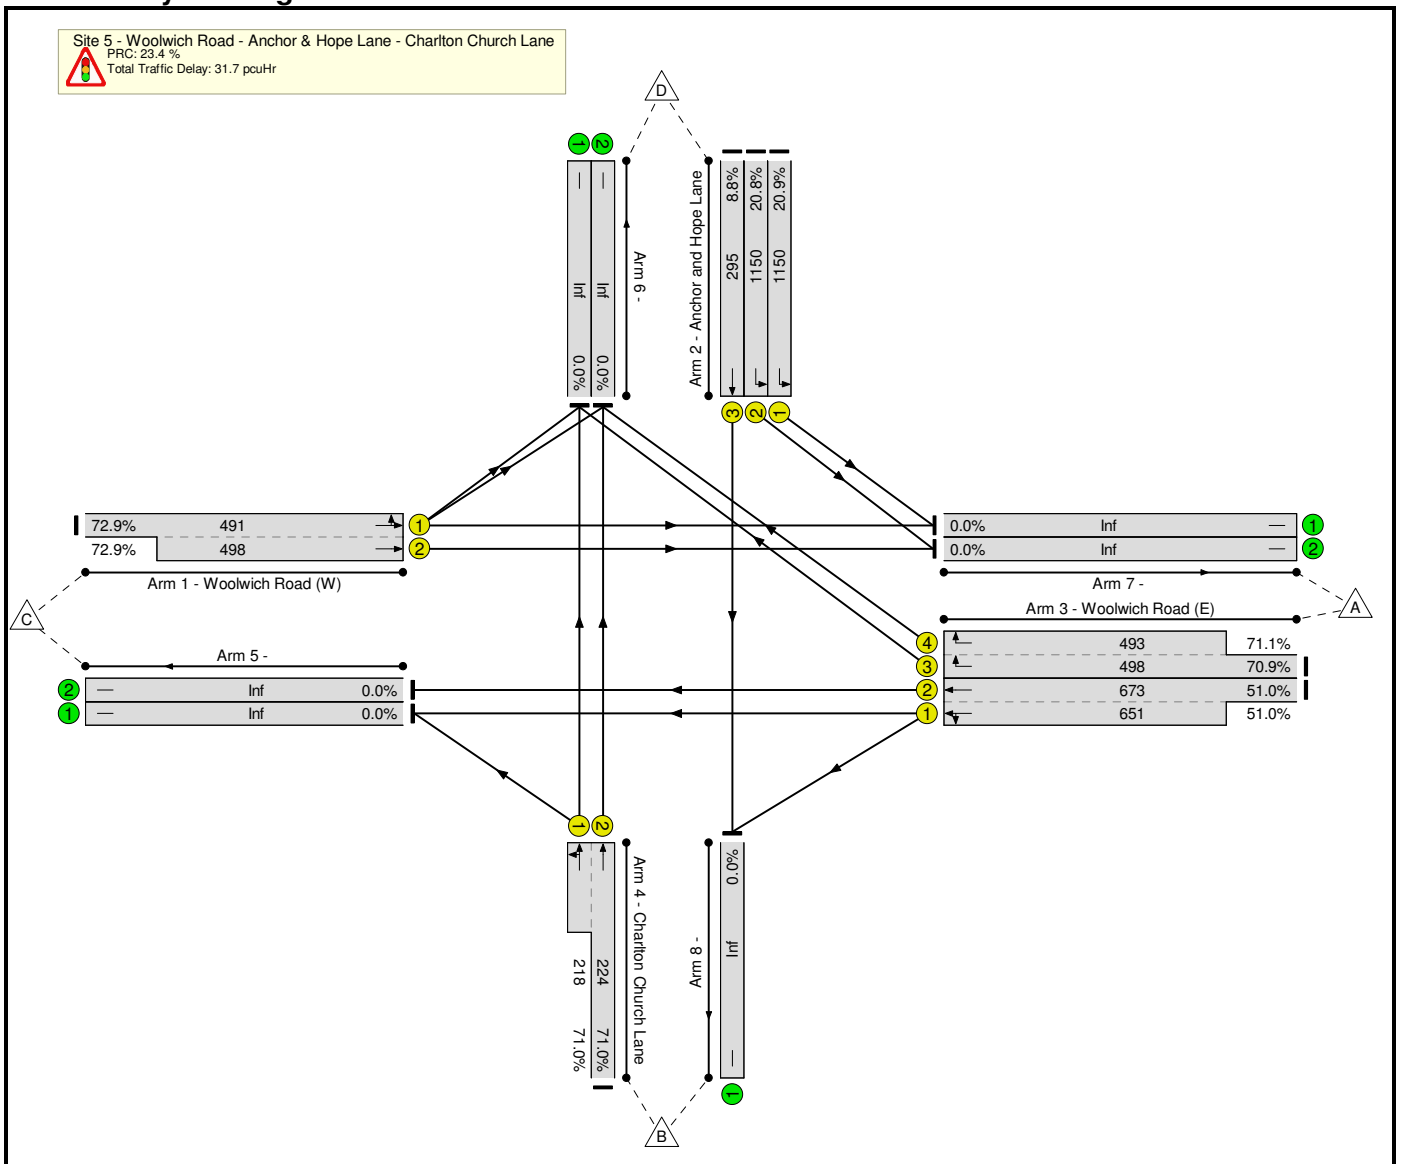 Site 5 - Woolwich Road - Anchor & Hope Lane - Charlton Church Lane
PRC: 23.4 %
Total Traffic Delay: 31.7 pcuHr
D
1
2
Inf
0.0%
Inf
0.0%
Arm 6 -
Arm 2 - Anchor and Hope Lane
8.8%
295
20.8%
1150
20.9%
1150
3
2
1
72.9%
491
1
72.9%
498
2
Arm 1 - Woolwich Road (W)
C
0.0%
Inf
1
0.0%
Inf
2
Arm 7 -
A
Arm 3 - Woolwich Road (E)
4
493
71.1%
3
498
70.9%
2
673
51.0%
1
651
51.0%
Arm 5 -
2
Inf
0.0%
1
Inf
0.0%
1
2
218
71.0%
224
71.0%
Arm 4 - Charlton Church Lane
Arm 8 -
0.0%
Inf
1
B